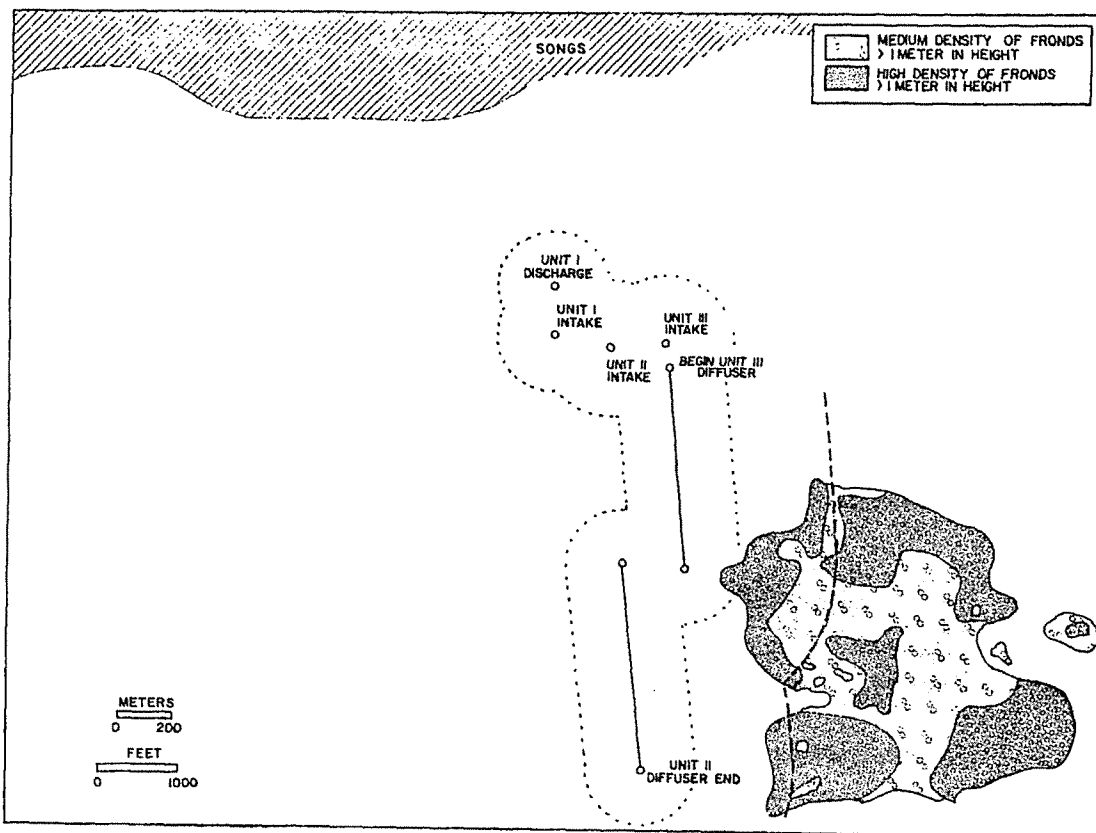 SONGS
MEDIUM DENSITY OF FRONDS
> 1 METER IN HEIGHT
HIGH DENSITY OF FRONDS
> 1 METER IN HEIGHT
UNIT I
DISCHARGE
UNIT I
INTAKE
UNIT II
INTAKE
UNIT III
INTAKE
BEGIN UNIT III
DIFFUSER
METERS
0 200
FEET
0 1000
UNIT II
DIFFUSER END